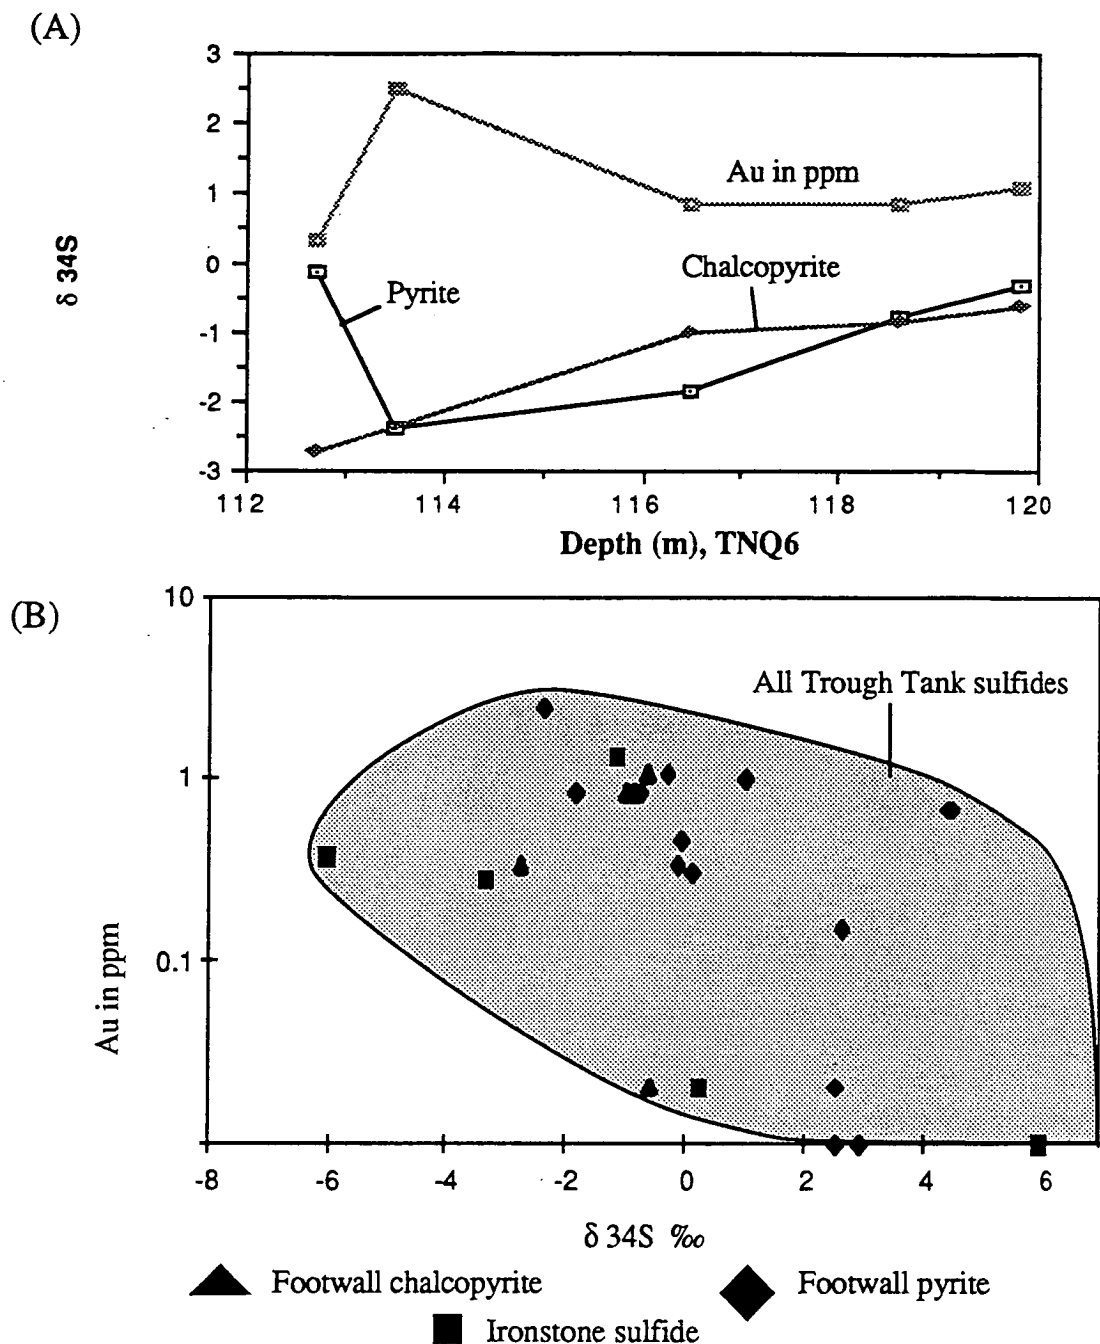 (A)
3
2
1
0
-1
-2
-3
δ 34S
Au in ppm
Chalcopyrite
Pyrite
112
114
116
118
120
Depth (m), TNQ6
(B)
10
1
0.1
Au in ppm
All Trough Tank sulfides
-8
-6
-4
-2
0
2
4
6
δ 34S ‰
Footwall chalcopyrite
Footwall pyrite
Ironstone sulfide